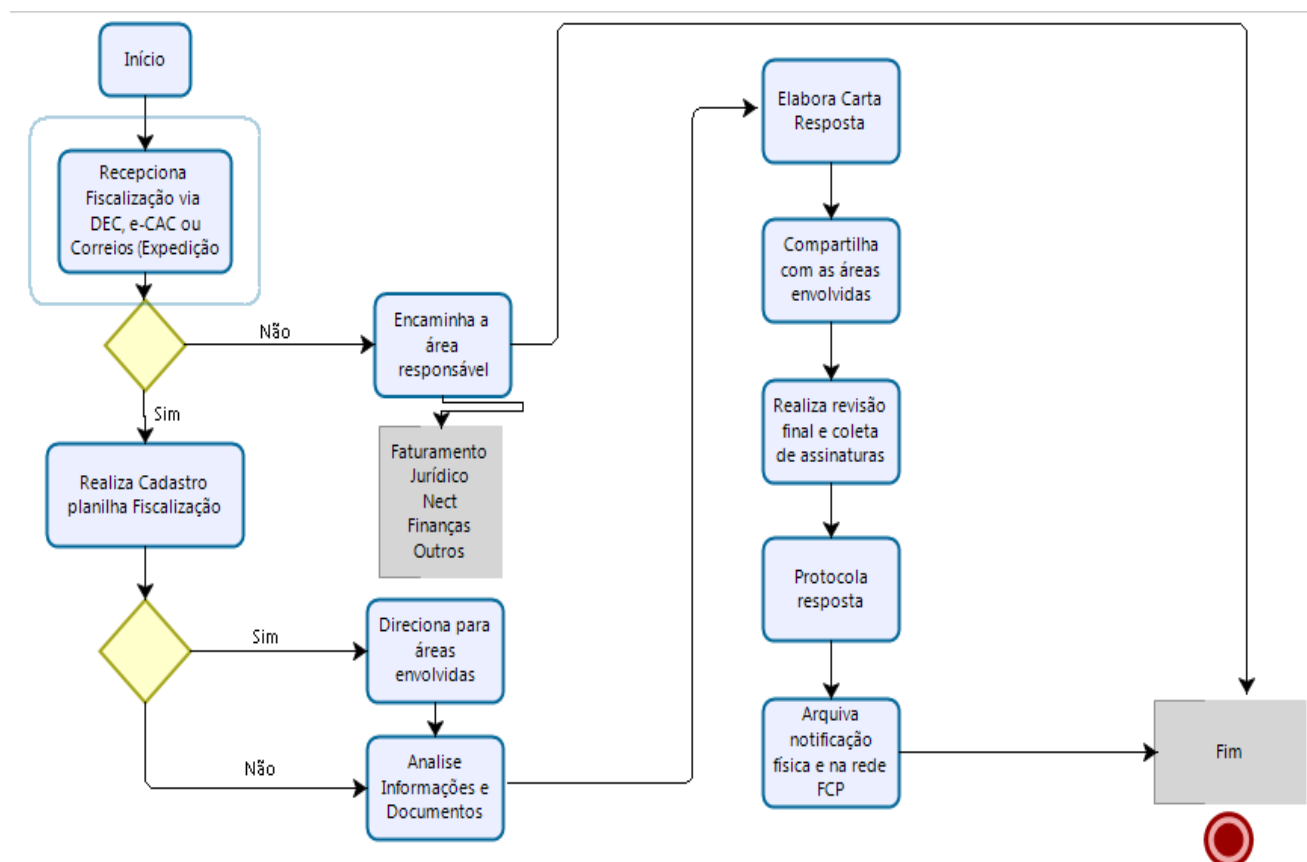 Início
Recepciona
Fiscalização via
DEC, e-CAC ou
Correios (Expedição
Não
Encaminha a
área
responsável
Faturamento
Jurídico
Nect
Finanças
Outros
Sim
Realiza Cadastro
planilha Fiscalização
Sim
Direciona para
áreas
envolvidas
Não
Analise
Informações e
Documentos
Elabora Carta
Resposta
Compartilha
com as áreas
envolvidas
Realiza revisão
final e coleta
de assinaturas
Protocola
resposta
Arquiva
notificação
física e na rede
FCP
Fim